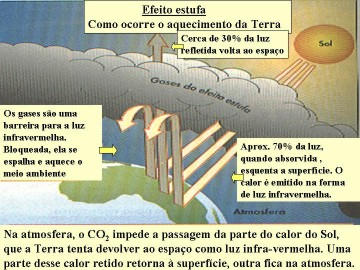 Efeito estufa
Como ocorre o aquecimento da Terra
Cerca de 30% da luz
refletida volta ao espaço
Sol
Gases do efeito estufa
Os gases são uma
barreira para a luz
infravermelha.
Bloqueada, ela se
espalha e aquece o
meio ambiente
Aprox. 70% da luz,
quando absorvida ,
esquenta a superfície. O
calor é emitido na forma
de luz infravermelha.
Atmosfera
Na atmosfera, o CO₂ impede a passagem da parte do calor do Sol,
que a Terra tenta devolver ao espaço como luz infra-vermelha. Uma
parte desse calor retido retorna à superfície, outra fica na atmosfera.